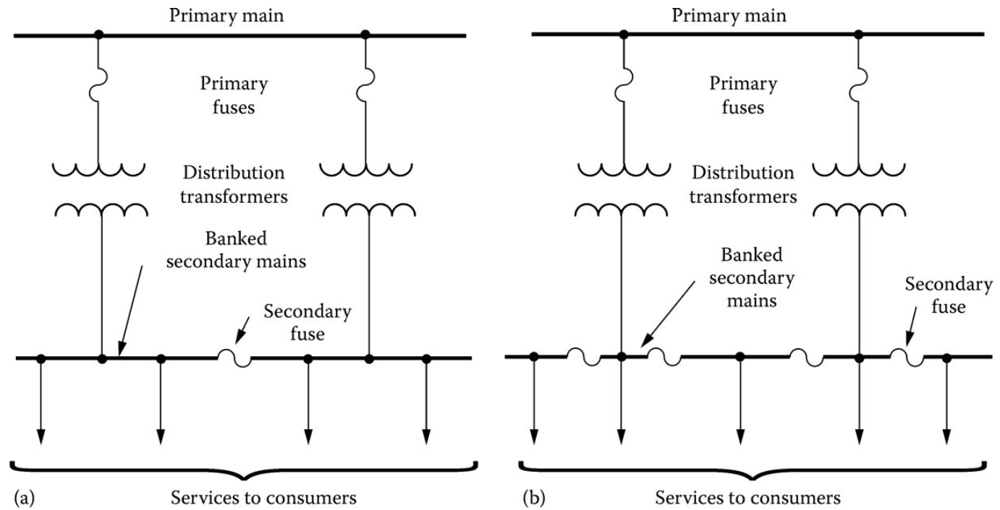 Primary main
Primary
fuses
Distribution
transformers
Banked
secondary mains
Secondary
fuse
(a)
Services to consumers
Primary main
Primary
fuses
Distribution
transformers
Banked
secondary
mains
Secondary
fuse
(b)
Services to consumers